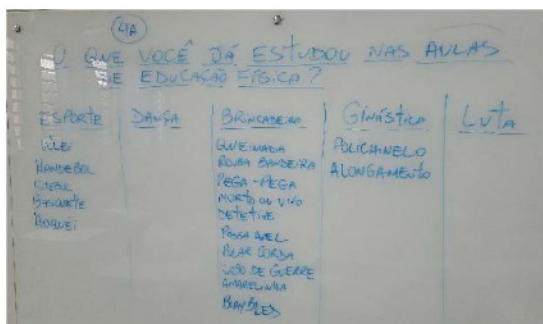 4A
O QUE VOCÊ JÁ ESTUDOU NAS AULAS
DE EDUCAÇÃO FÍSICA?
ESPORTE
VÔLEI
HANDEBOL
BASQUETE
DANÇA
BRINCADEIRA
QUEIMADA
ROUBA BANDEIRA
PEGA-PEGA
MORTO OU VIVO
DETETIVE
PASSA ANEL
PULAR CORDA
DE GUERRA
AMARELINHA
GINÁSTICA
POLICHINELO
ALONGAMENTO
LUTA